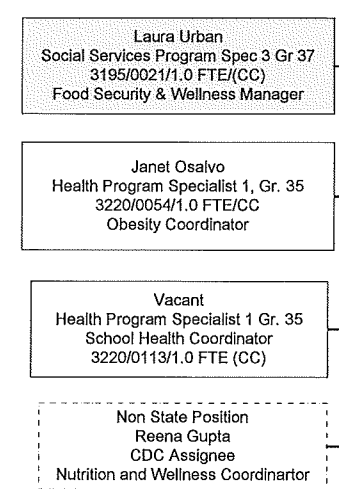 Laura Urban
Social Services Program Spec 3 Gr 37
3195/0021/1.0 FTE/(CC)
Food Security & Wellness Manager
Janet Osalvo
Health Program Specialist 1, Gr. 35
3220/0054/1.0 FTE/CC
Obesity Coordinator
Vacant
Health Program Specialist 1 Gr. 35
School Health Coordinator
3220/0113/1.0 FTE (CC)
Non State Position
Reena Gupta
CDC Assignee
Nutrition and Wellness Coordinartor